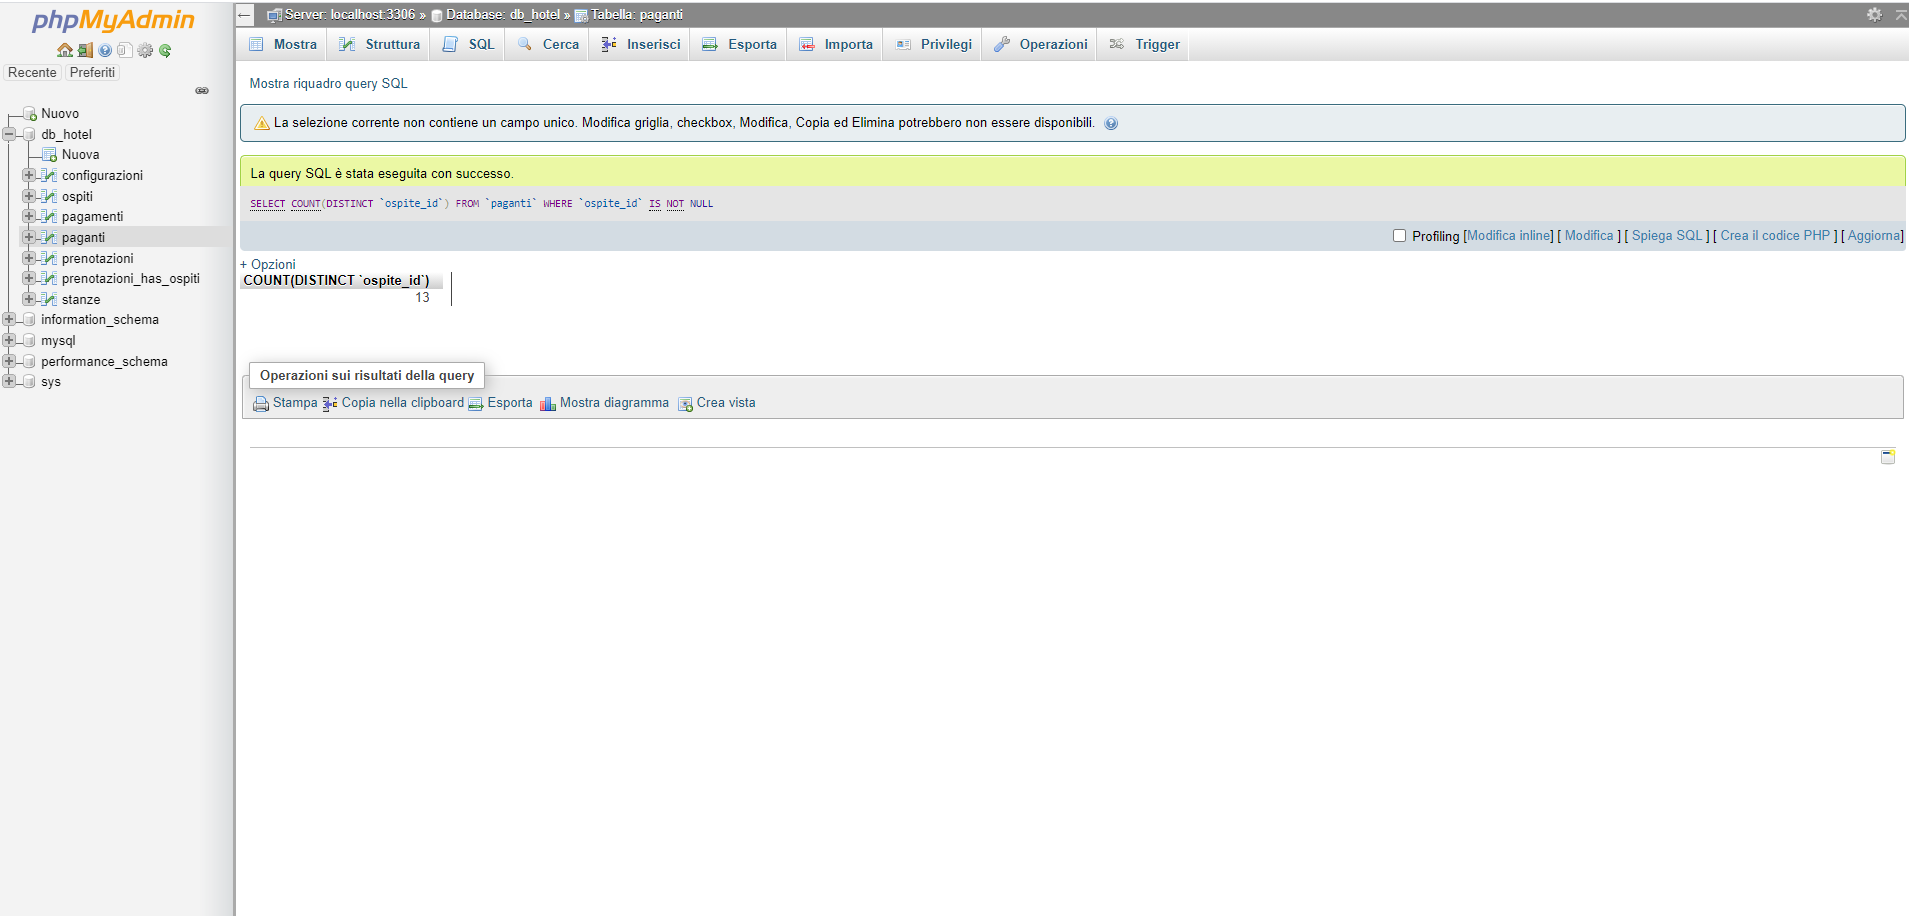 phpMyAdmin
Recente Preferiti
Nuovo
db_hotel
Nuova
configurazioni
ospiti
pagamenti
paganti
prenotazioni
prenotazioni_has_ospiti
stanze
information_schema
mysql
performance_schema
sys
Server: localhost:3306 » Database: db_hotel » Tabella: paganti
Mostra Struttura SQL Cerca Inserisci Esporta Importa Privilegi Operazioni Trigger
Mostra riquadro query SQL
La selezione corrente non contiene un campo unico. Modifica griglia, checkbox, Modifica, Copia ed Elimina potrebbero non essere disponibili.
La query SQL è stata eseguita con successo.
SELECT COUNT(DISTINCT `ospite_id`) FROM `paganti` WHERE `ospite_id` IS NOT NULL
Profiling [Modifica inline] [ Modifica ] [ Spiega SQL ] [ Crea il codice PHP ] [ Aggiorna]
+ Opzioni
COUNT(DISTINCT `ospite_id`)
13
Operazioni sui risultati della query
Stampa Copia nella clipboard Esporta Mostra diagramma Crea vista